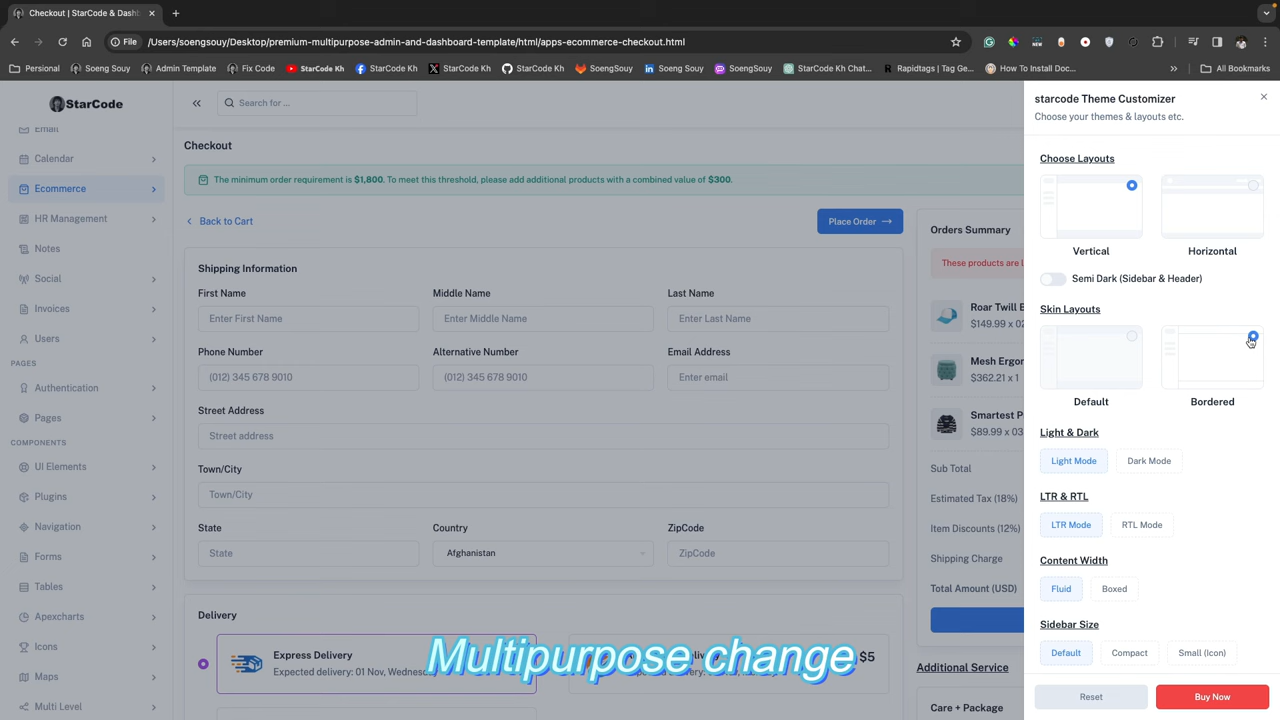 Checkout | StarCode & Dashb
/Users/soengsouy/Desktop/premium-multipurpose-admin-and-dashboard-template/html/apps-ecommerce-checkout.html
File
Personal
Soeng Souy
Admin Template
Fix Code
StarCode Kh
StarCode Kh
StarCode Kh
StarCode Kh
SoengSouy
Soeng Souy
SoengSouy
StarCode Kh Chat...
Rapidtags | Tag Ge...
How To Install Doc...
All Bookmarks
StarCode
Search for ...
Email
Calendar
Ecommerce
HR Management
Notes
Social
Invoices
Users
PAGES
Authentication
Pages
COMPONENTS
UI Elements
Plugins
Navigation
Forms
Tables
Apexcharts
Icons
Maps
Multi Level
Checkout
The minimum order requirement is $1,800. To meet this threshold, please add additional products with a combined value of $300.
Back to Cart
Place Order
Shipping Information
First Name
Middle Name
Last Name
Enter First Name
Enter Middle Name
Enter Last Name
Phone Number
Alternative Number
Email Address
(012) 345 678 9010
(012) 345 678 9010
Enter email
Street Address
Street address
Town/City
Town/City
State
Country
ZipCode
State
Afghanistan
ZipCode
Delivery
Express Delivery
Expected delivery: 01 Nov, Wednesday
$5
Multipurpose change
Orders Summary
These products are l
Roar Twill B
$149.99 x 02
Mesh Ergon
$362.21 x 1
Smartest P
$89.99 x 03
Sub Total
Estimated Tax (18%)
Item Discounts (12%)
Shipping Charge
Total Amount (USD)
Additional Service
Care + Package
starcode Theme Customizer
Choose your themes & layouts etc.
Choose Layouts
Vertical
Horizontal
Semi Dark (Sidebar & Header)
Skin Layouts
Default
Bordered
Light & Dark
Light Mode
Dark Mode
LTR & RTL
LTR Mode
RTL Mode
Content Width
Fluid
Boxed
Sidebar Size
Default
Compact
Small (Icon)
Reset
Buy Now